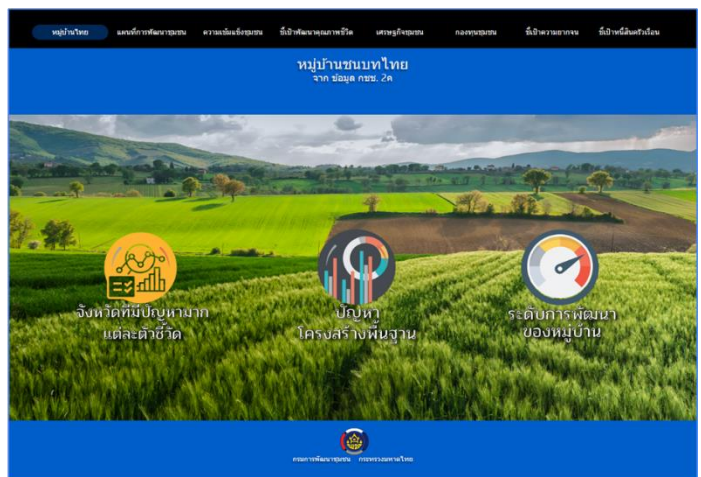 หมู่บ้านไทย
แผนที่การพัฒนาชุมชน
ความเข้มแข็งชุมชน
ชี้เป้าพัฒนาคุณภาพชีวิต
เศรษฐกิจชุมชน
กองทุนชุมชน
ชี้เป้าความยากจน
ชี้เป้าหนี้สินครัวเรือน
หมู่บ้านชนบทไทย
จาก ข้อมูล กชช. 2ค
จังหวัดที่มีปัญหามาก
แต่ละตัวชี้วัด
ปัญหา
โครงสร้างพื้นฐาน
ระดับการพัฒนา
ของหมู่บ้าน
กรมการพัฒนาชุมชน กระทรวงมหาดไทย